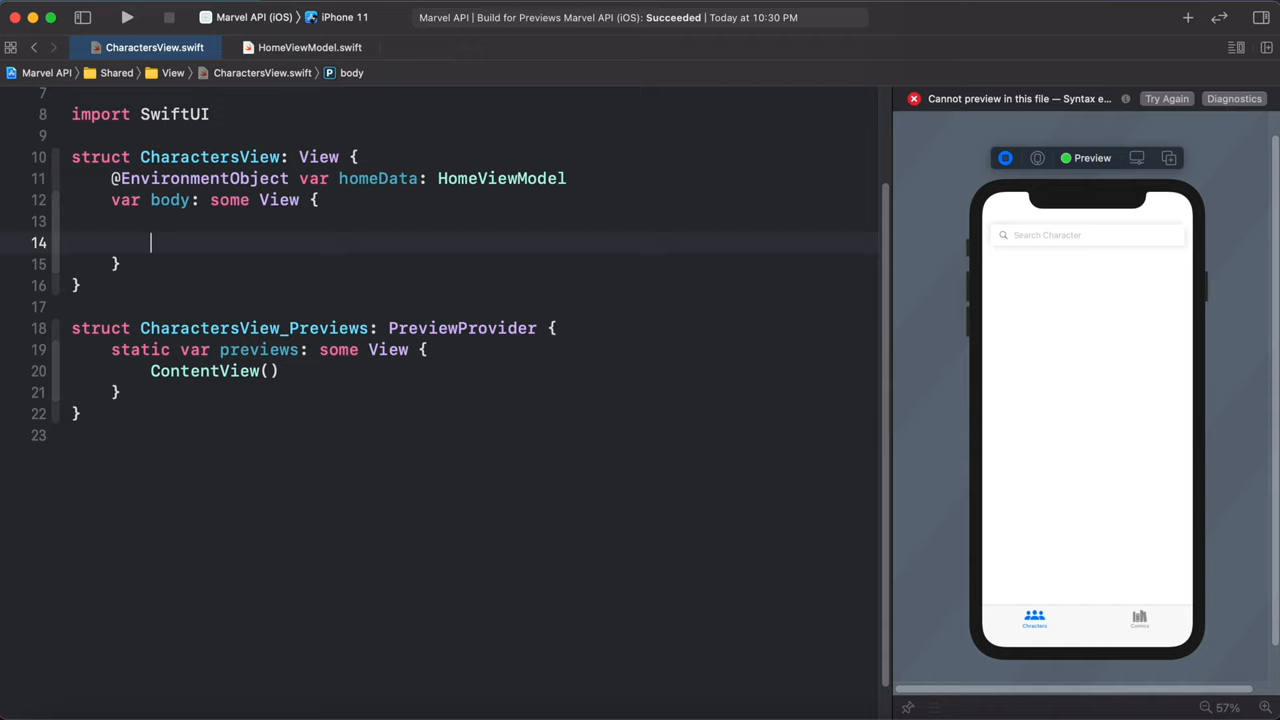 Marvel API (iOS) 〉 iPhone 11
Marvel API | Build for Previews Marvel API (iOS): Succeeded | Today at 10:30 PM
CharactersView.swift
HomeViewModel.swift
Marvel API 〉 Shared 〉 View 〉 CharactersView.swift 〉 P body
7
8 import SwiftUI
9
10 struct CharactersView: View {
11 @EnvironmentObject var homeData: HomeViewModel
12 var body: some View {
13
14
15 }
16 }
17
18 struct CharactersView_Previews: PreviewProvider {
19 static var previews: some View {
20 ContentView()
21 }
22 }
23
Cannot preview in this file — Syntax e...
Try Again
Diagnostics
Preview
Search Character
Chracters
Comics
57%